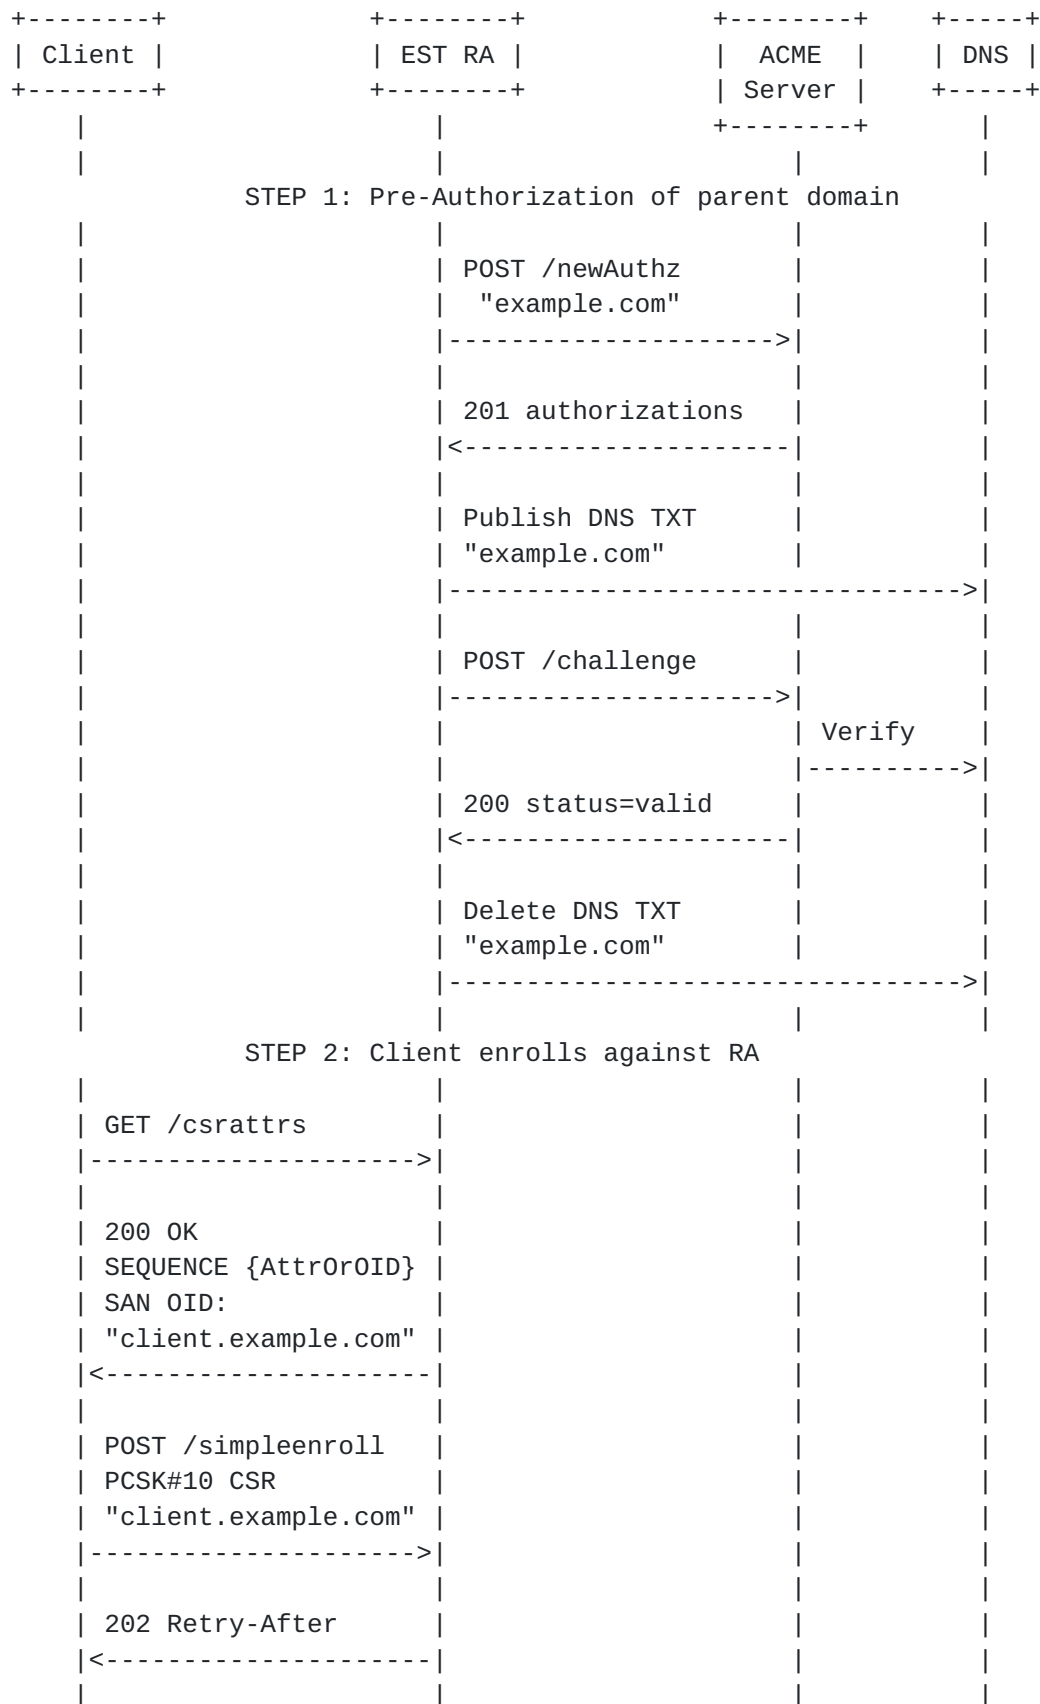 +--------+             +--------+            +--------+    +-----+
| Client |             | EST RA |            |  ACME  |    | DNS |
+--------+             +--------+            | Server |    +-----+
    |                      |                 +--------+       |
    |                      |                      |           |
               STEP 1: Pre-Authorization of parent domain
    |                      |                      |           |
    |                      | POST /newAuthz       |           |
    |                      |  "example.com"       |           |
    |                      |--------------------->|           |
    |                      |                      |           |
    |                      | 201 authorizations   |           |
    |                      |<---------------------|           |
    |                      |                      |           |
    |                      | Publish DNS TXT      |           |
    |                      | "example.com"        |           |
    |                      |--------------------------------->|
    |                      |                      |           |
    |                      | POST /challenge      |           |
    |                      |--------------------->|           |
    |                      |                      | Verify    |
    |                      |                      |---------->|
    |                      | 200 status=valid     |           |
    |                      |<---------------------|           |
    |                      |                      |           |
    |                      | Delete DNS TXT       |           |
    |                      | "example.com"        |           |
    |                      |--------------------------------->|
    |                      |                      |           |
               STEP 2: Client enrolls against RA
    |                      |                      |           |
    | GET /csrattrs        |                      |           |
    |--------------------->|                      |           |
    |                      |                      |           |
    | 200 OK               |                      |           |
    | SEQUENCE {AttrOrOID} |                      |           |
    | SAN OID:             |                      |           |
    | "client.example.com" |                      |           |
    |<---------------------|                      |           |
    |                      |                      |           |
    | POST /simpleenroll   |                      |           |
    | PCSK#10 CSR          |                      |           |
    | "client.example.com" |                      |           |
    |--------------------->|                      |           |
    |                      |                      |           |
    | 202 Retry-After      |                      |           |
    |<---------------------|                      |           |
    |                      |                      |           |